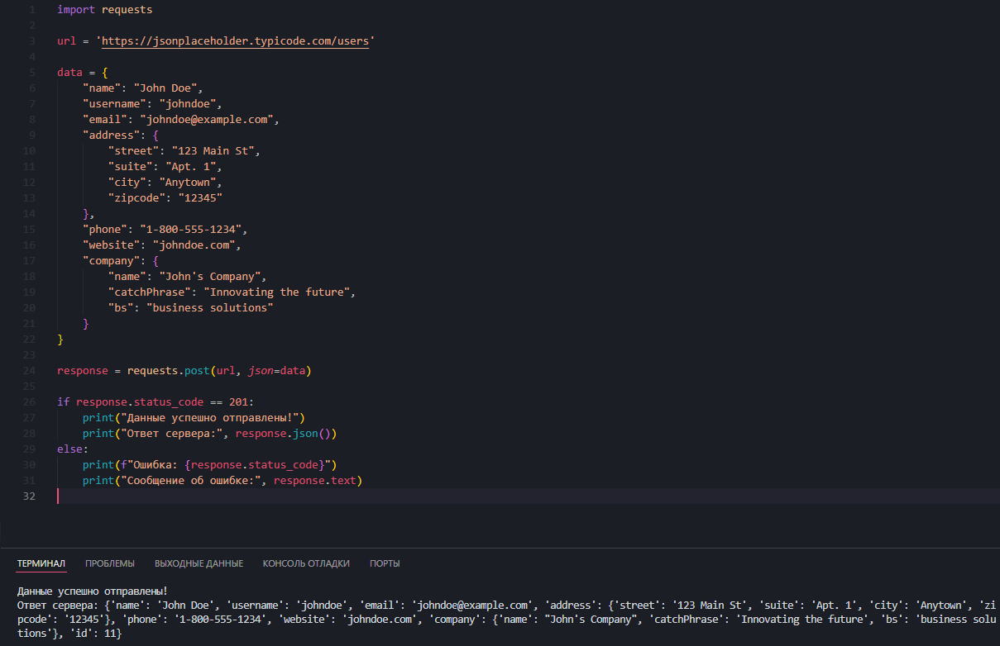 1 import requests
2
3 url = 'https://jsonplaceholder.typicode.com/users'
4
5 data = {
6     "name": "John Doe",
7     "username": "johndoe",
8     "email": "johndoe@example.com",
9     "address": {
10         "street": "123 Main St",
11         "suite": "Apt. 1",
12         "city": "Anytown",
13         "zipcode": "12345"
14     },
15     "phone": "1-800-555-1234",
16     "website": "johndoe.com",
17     "company": {
18         "name": "John's Company",
19         "catchPhrase": "Innovating the future",
20         "bs": "business solutions"
21     }
22 }
23
24 response = requests.post(url, json=data)
25
26 if response.status_code == 201:
27     print("Данные успешно отправлены!")
28     print("Ответ сервера:", response.json())
29 else:
30     print(f"Ошибка: {response.status_code}")
31     print("Сообщение об ошибке:", response.text)
32
ТЕРМИНАЛ ПРОБЛЕМЫ ВЫХОДНЫЕ ДАННЫЕ КОНСОЛЬ ОТЛАДКИ ПОРТЫ
Данные успешно отправлены!
Ответ сервера: {'name': 'John Doe', 'username': 'johndoe', 'email': 'johndoe@example.com', 'address': {'street': '123 Main St', 'suite': 'Apt. 1', 'city': 'Anytown', 'zi
pcode': '12345'}, 'phone': '1-800-555-1234', 'website': 'johndoe.com', 'company': {'name': "John's Company", 'catchPhrase': 'Innovating the future', 'bs': 'business solu
tions'}, 'id': 11}